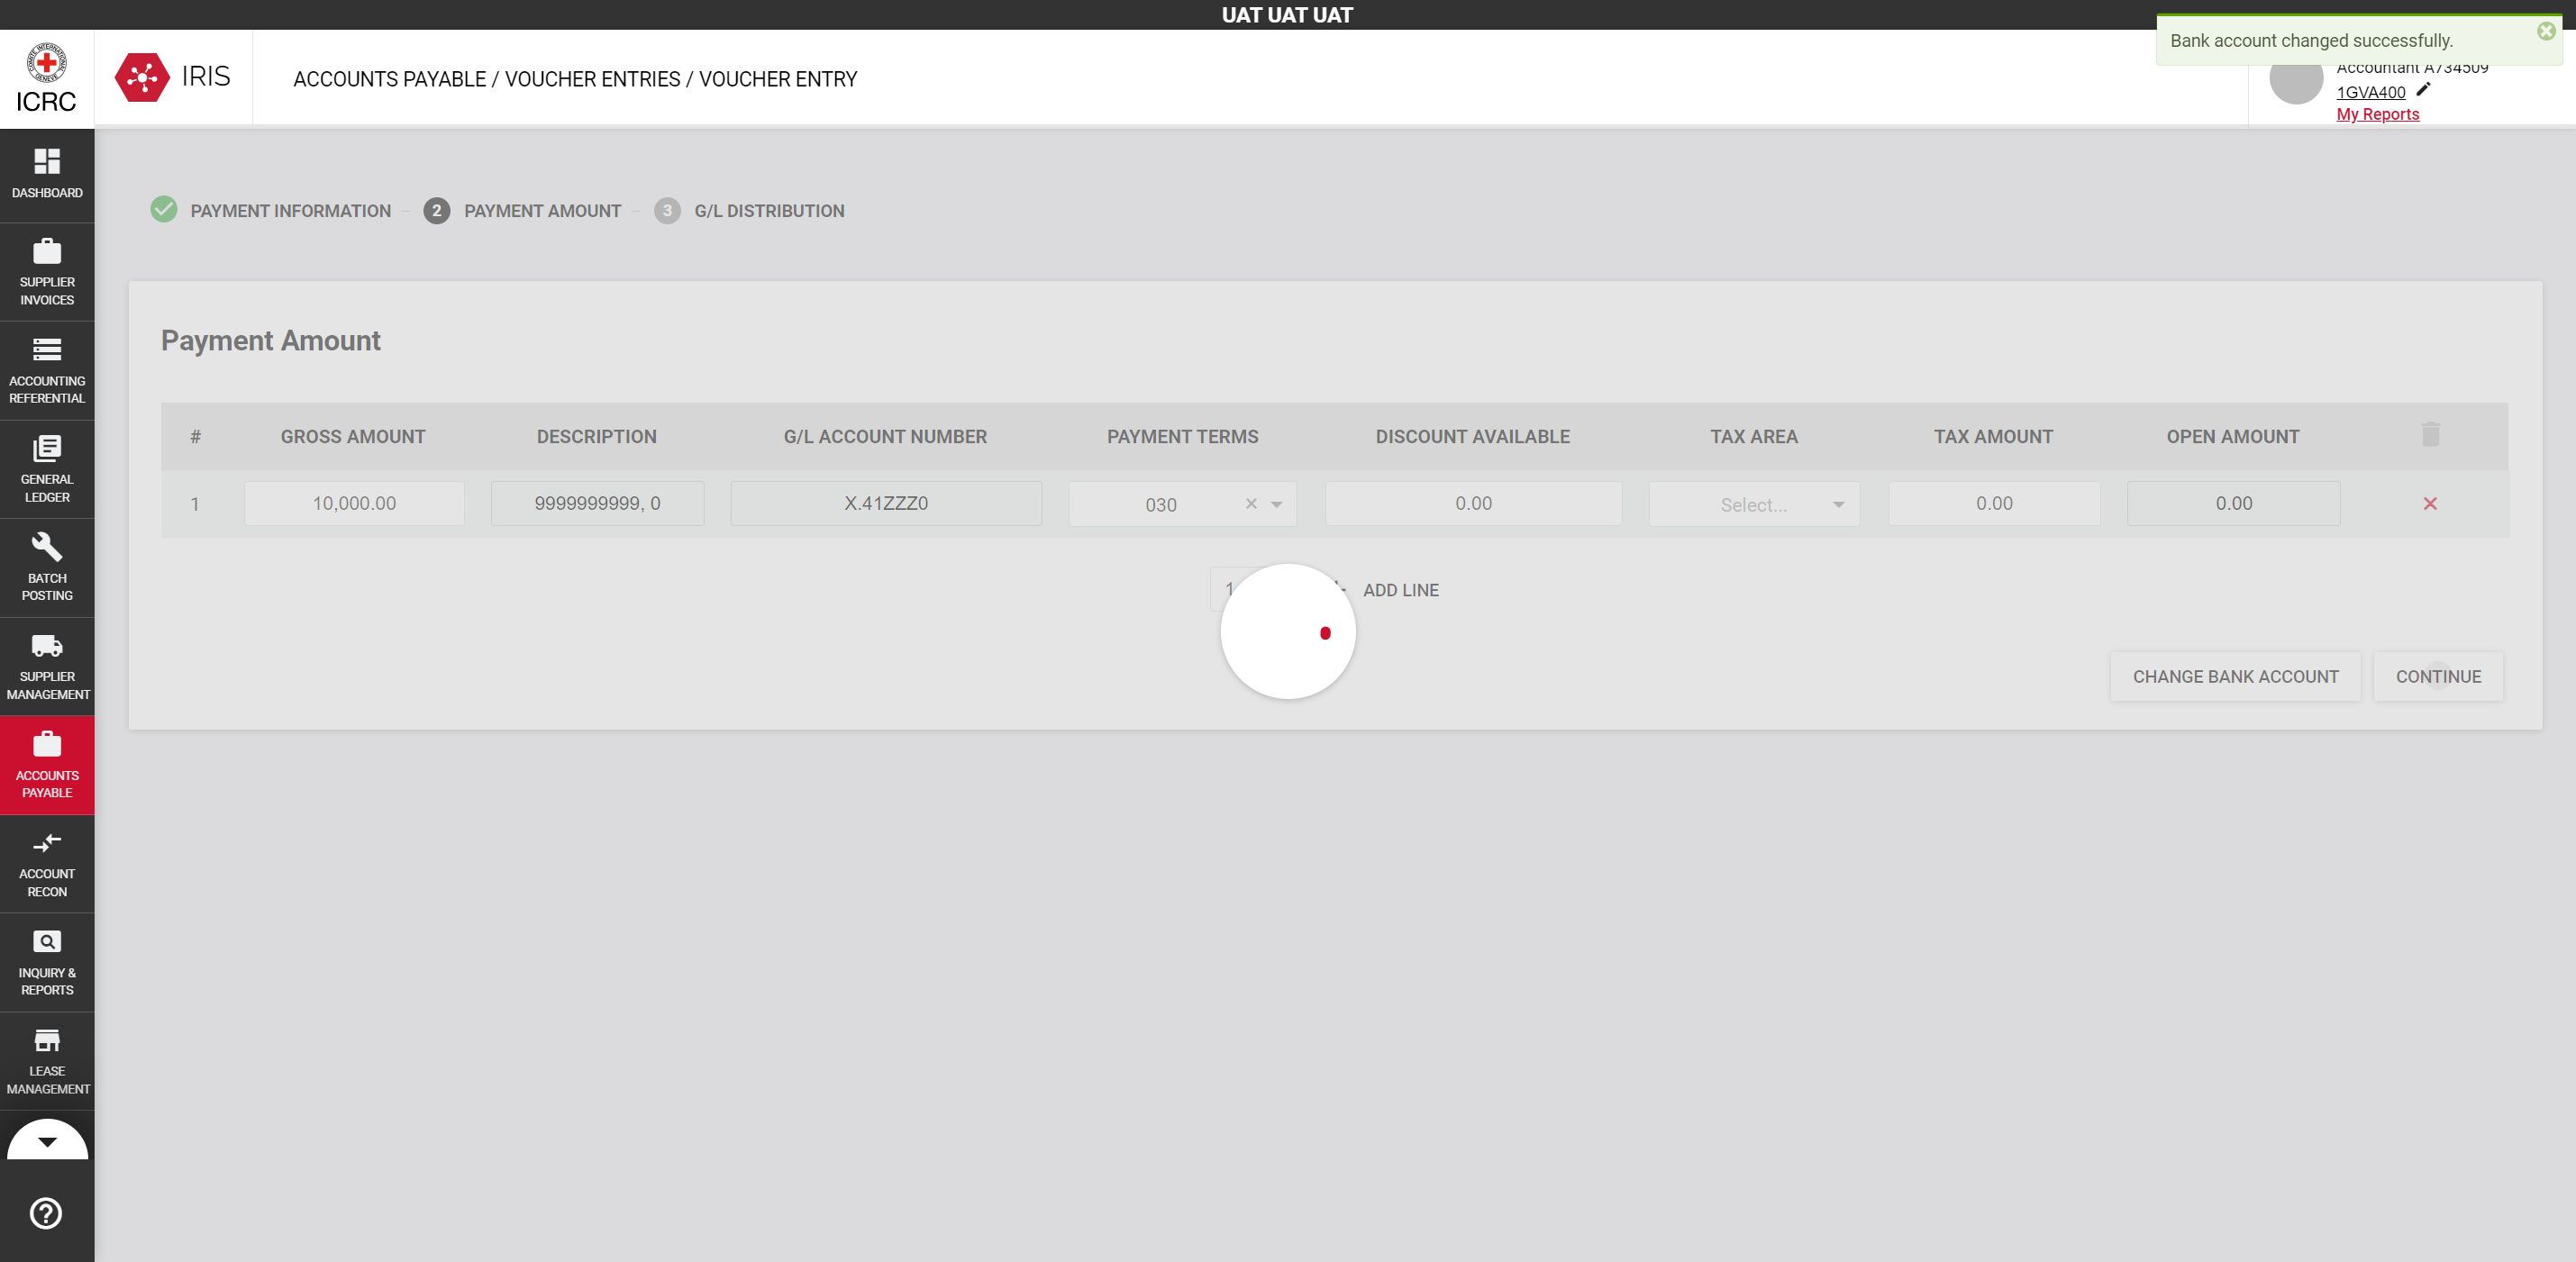 UAT UAT UAT
Bank account changed successfully.
COMITE INTERNATIONAL GENEVE
ICRC
IRIS
ACCOUNTS PAYABLE / VOUCHER ENTRIES / VOUCHER ENTRY
Accountant A734509
1GVA400
My Reports
DASHBOARD
SUPPLIER
INVOICES
ACCOUNTING
REFERENTIAL
GENERAL
LEDGER
BATCH
POSTING
SUPPLIER
MANAGEMENT
ACCOUNTS
PAYABLE
ACCOUNT
RECON
INQUIRY &
REPORTS
LEASE
MANAGEMENT
PAYMENT INFORMATION 2 PAYMENT AMOUNT 3 G/L DISTRIBUTION
Payment Amount
# GROSS AMOUNT DESCRIPTION G/L ACCOUNT NUMBER PAYMENT TERMS DISCOUNT AVAILABLE TAX AREA TAX AMOUNT OPEN AMOUNT
1 10,000.00 9999999999, 0 X.41ZZZ0 030 0.00 Select... 0.00 0.00
1 ADD LINE
CHANGE BANK ACCOUNT CONTINUE